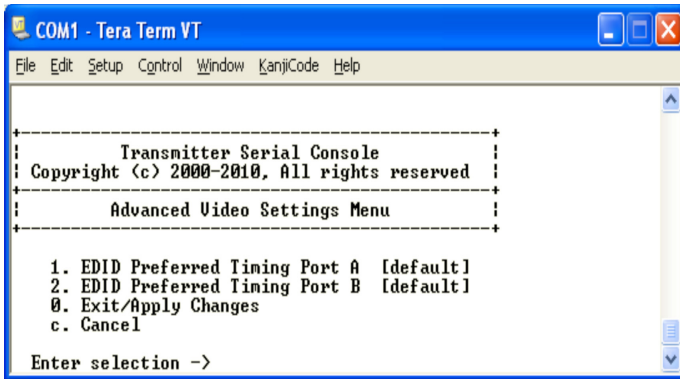 COM1 - Tera Term VT
File Edit Setup Control Window KanjiCode Help
Transmitter Serial Console
Copyright (c) 2000-2010, All rights reserved
Advanced Video Settings Menu
1. EDID Preferred Timing Port A [default]
2. EDID Preferred Timing Port B [default]
0. Exit/Apply Changes
c. Cancel
Enter selection ->